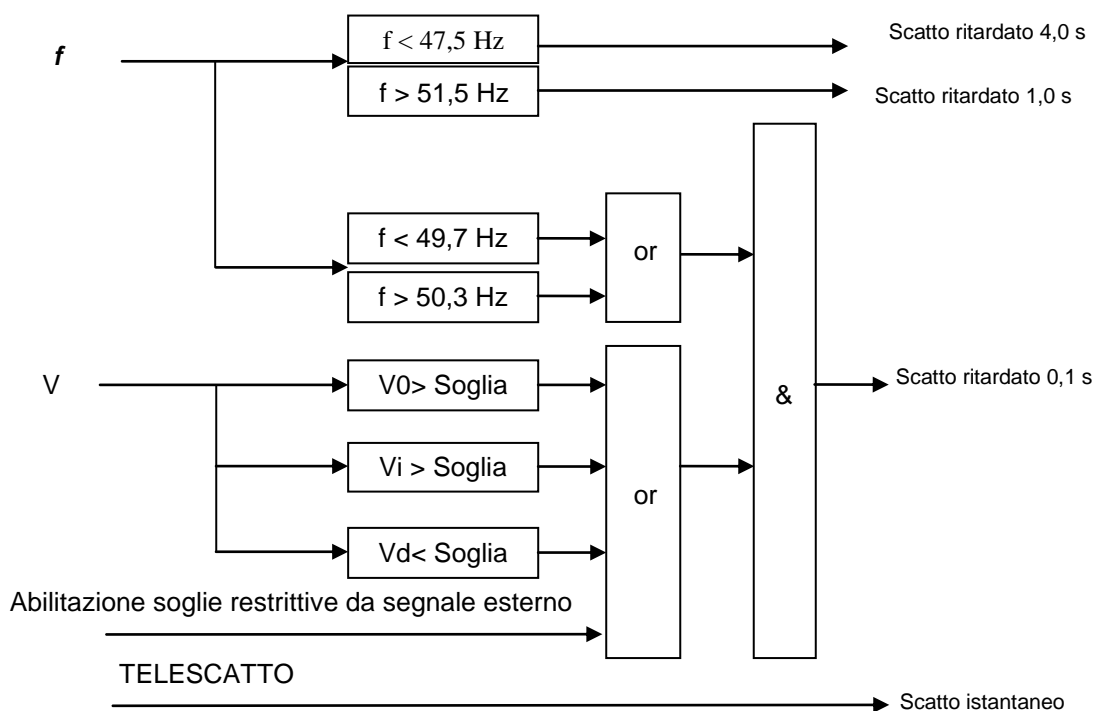 f
f < 47,5 Hz
Scatto ritardato 4,0 s
f > 51,5 Hz
Scatto ritardato 1,0 s
f < 49,7 Hz
or
f > 50,3 Hz
V
V0> Soglia
&
Scatto ritardato 0,1 s
Vi > Soglia
or
Vd< Soglia
Abilitazione soglie restrittive da segnale esterno
TELESCATTO
Scatto istantaneo